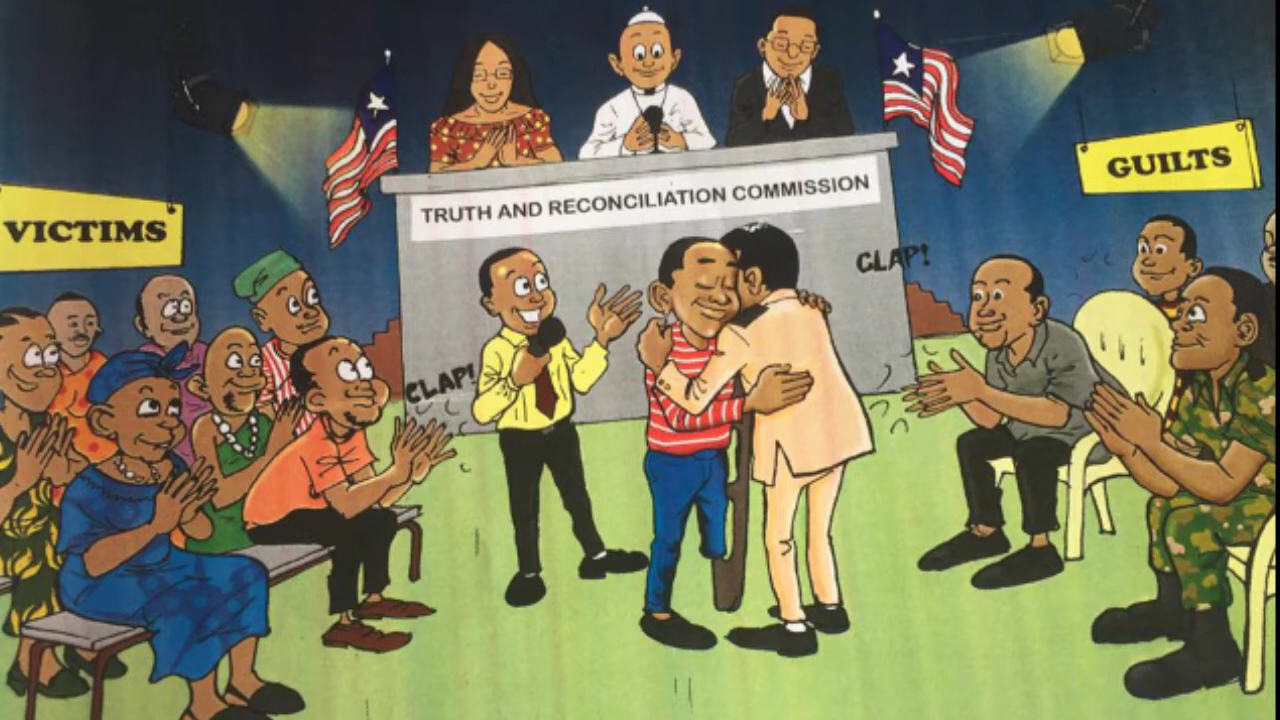 TRUTH AND RECONCILIATION COMMISSION
VICTIMS
GUILTS
CLAP!
CLAP!